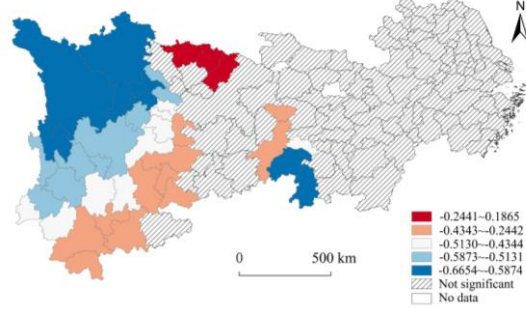 N
-0.2441~-0.1865
-0.4343~-0.2442
-0.5130~-0.4344
-0.5873~-0.5131
-0.6654~-0.5874
Not significant
No data
0 500 km